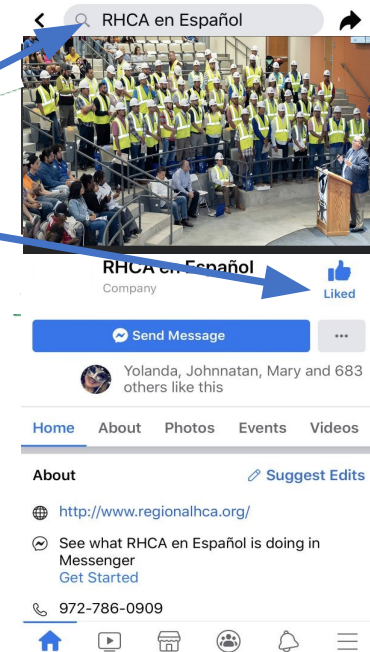 RHCA en Español
RHCA en Español
Company
Liked
Send Message
Yolanda, Johnnatan, Mary and 683
others like this
Home About Photos Events Videos
About
Suggest Edits
http://www.regionalhca.org/
See what RHCA en Español is doing in
Messenger
Get Started
972-786-0909